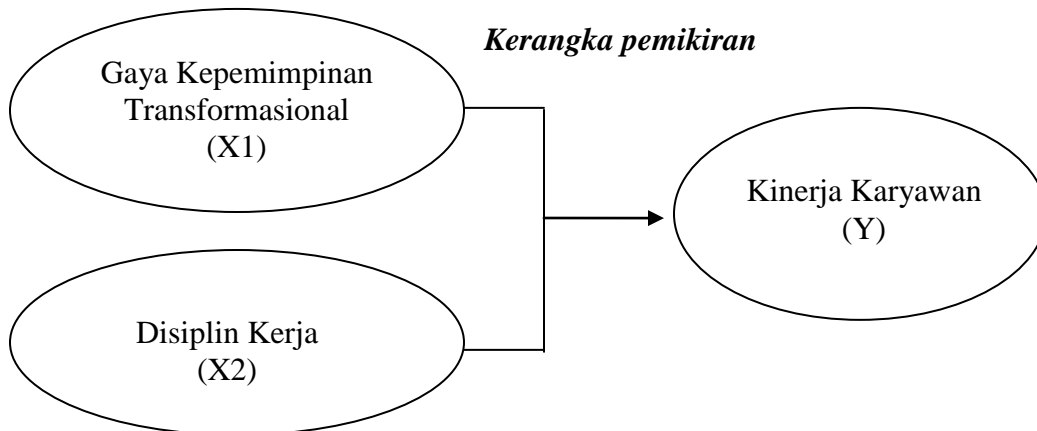 Kerangka pemikiran
Gaya Kepemimpinan
Transformasional
(X1)
Kinerja Karyawan
(Y)
Disiplin Kerja
(X2)